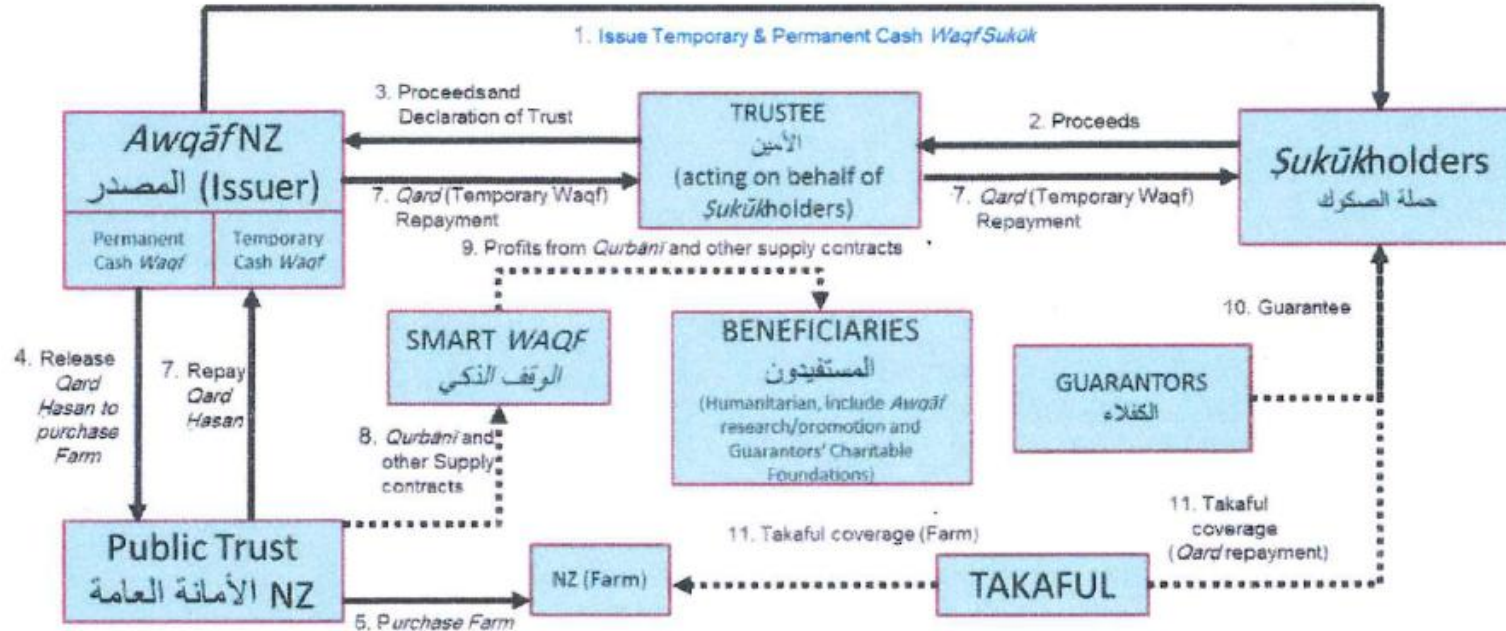 1. Issue Temporary & Permanent Cash Waqf Sukūk
3. Proceeds and
Declaration of Trust
TRUSTEE
الأمين
(acting on behalf of
Ṣukūkholders)
2. Proceeds
Awqāf NZ
المصدر (Issuer)
Permanent
Cash Waqf
Temporary
Cash Waqf
Ṣukūkholders
حملة الصكوك
7. Qard (Temporary Waqf)
Repayment
7. Qard (Temporary Waqf)
Repayment
9. Profits from Qurbāni and other supply contracts
4. Release
Qard
Hasan to
purchase
Farm
7. Repay
Qard
Hasan
SMART WAQF
الوقف الذكي
BENEFICIARIES
المستفيدون
(Humanitarian, include Awqāf
research/promotion and
Guarantors' Charitable
Foundations)
10. Guarantee
GUARANTORS
الكفلاء
8. Qurbāni and
other Supply
contracts
Public Trust
الأمانة العامة NZ
5. Purchase Farm
NZ (Farm)
11. Takaful coverage (Farm)
TAKAFUL
11. Takaful
coverage
(Qard repayment)